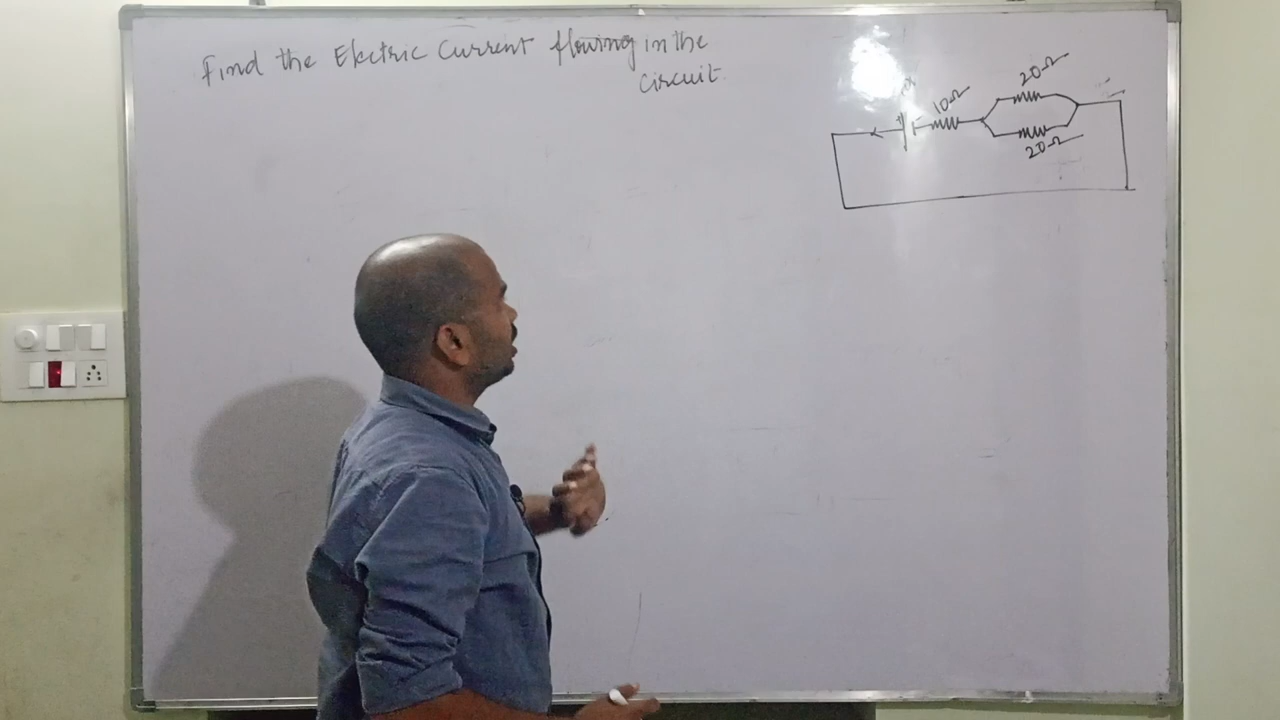 Find the Electric Current flowing in the
circuit.
10Ω
20Ω
20Ω